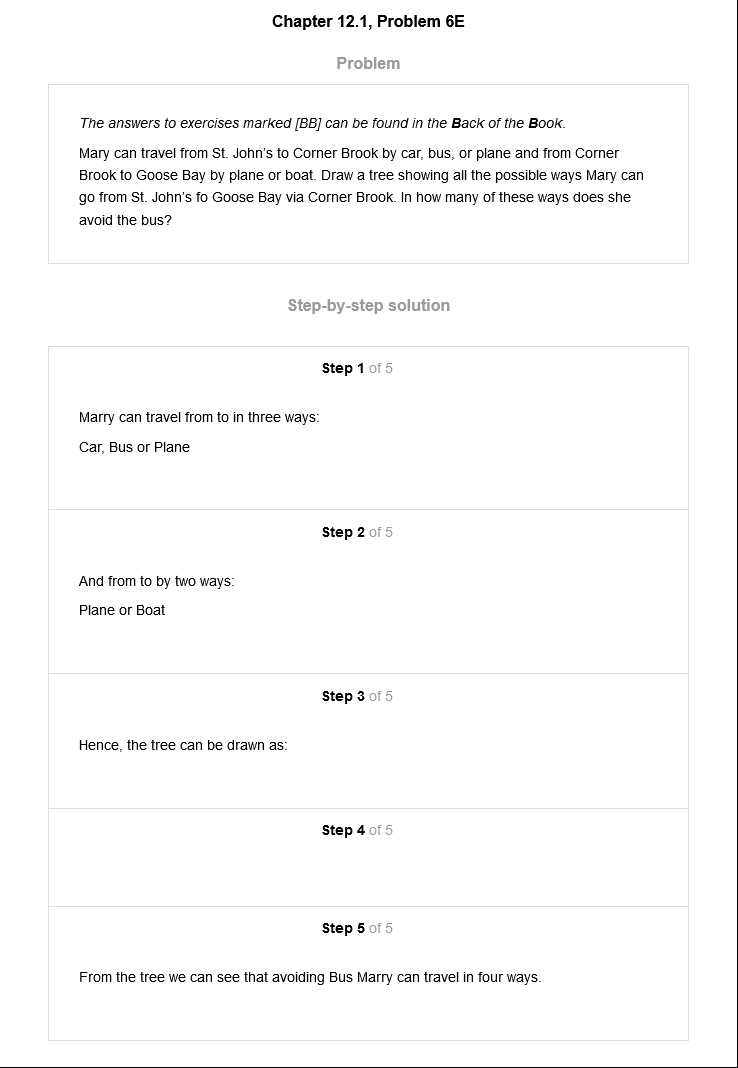 Chapter 12.1, Problem 6E
Problem
The answers to exercises marked [BB] can be found in the Back of the Book.
Mary can travel from St. John's to Corner Brook by car, bus, or plane and from Corner
Brook to Goose Bay by plane or boat. Draw a tree showing all the possible ways Mary can
go from St. John's fo Goose Bay via Corner Brook. In how many of these ways does she
avoid the bus?
Step-by-step solution
Step 1 of 5
Marry can travel from to in three ways:
Car, Bus or Plane
Step 2 of 5
And from to by two ways:
Plane or Boat
Step 3 of 5
Hence, the tree can be drawn as:
Step 4 of 5
Step 5 of 5
From the tree we can see that avoiding Bus Marry can travel in four ways.